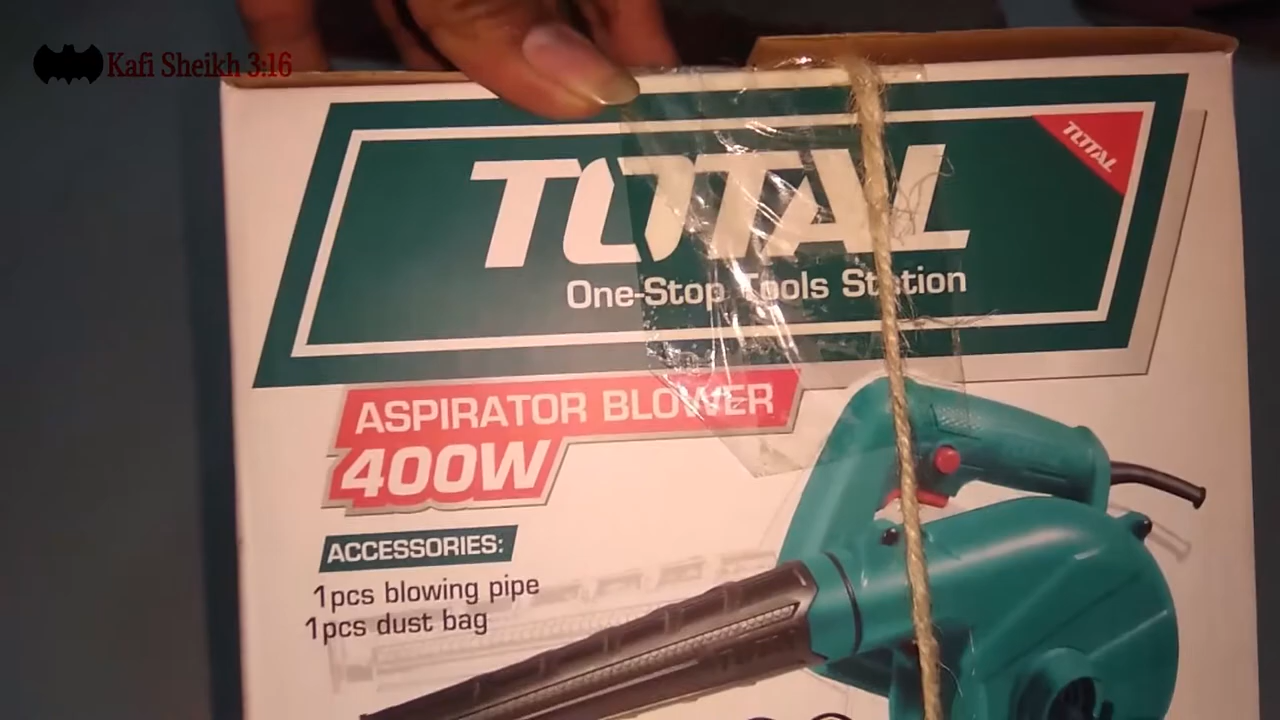 Kafi Sheikh 3:16
TOTAL
TOTAL
One-Stop Tools Station
ASPIRATOR BLOWER
400W
ACCESSORIES:
1pcs blowing pipe
1pcs dust bag